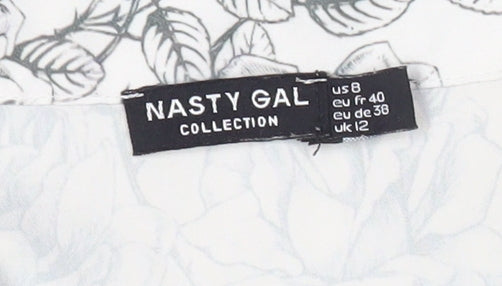 NASTY GAL
COLLECTION
us 8
eu fr 40
eu de 38
uk 12